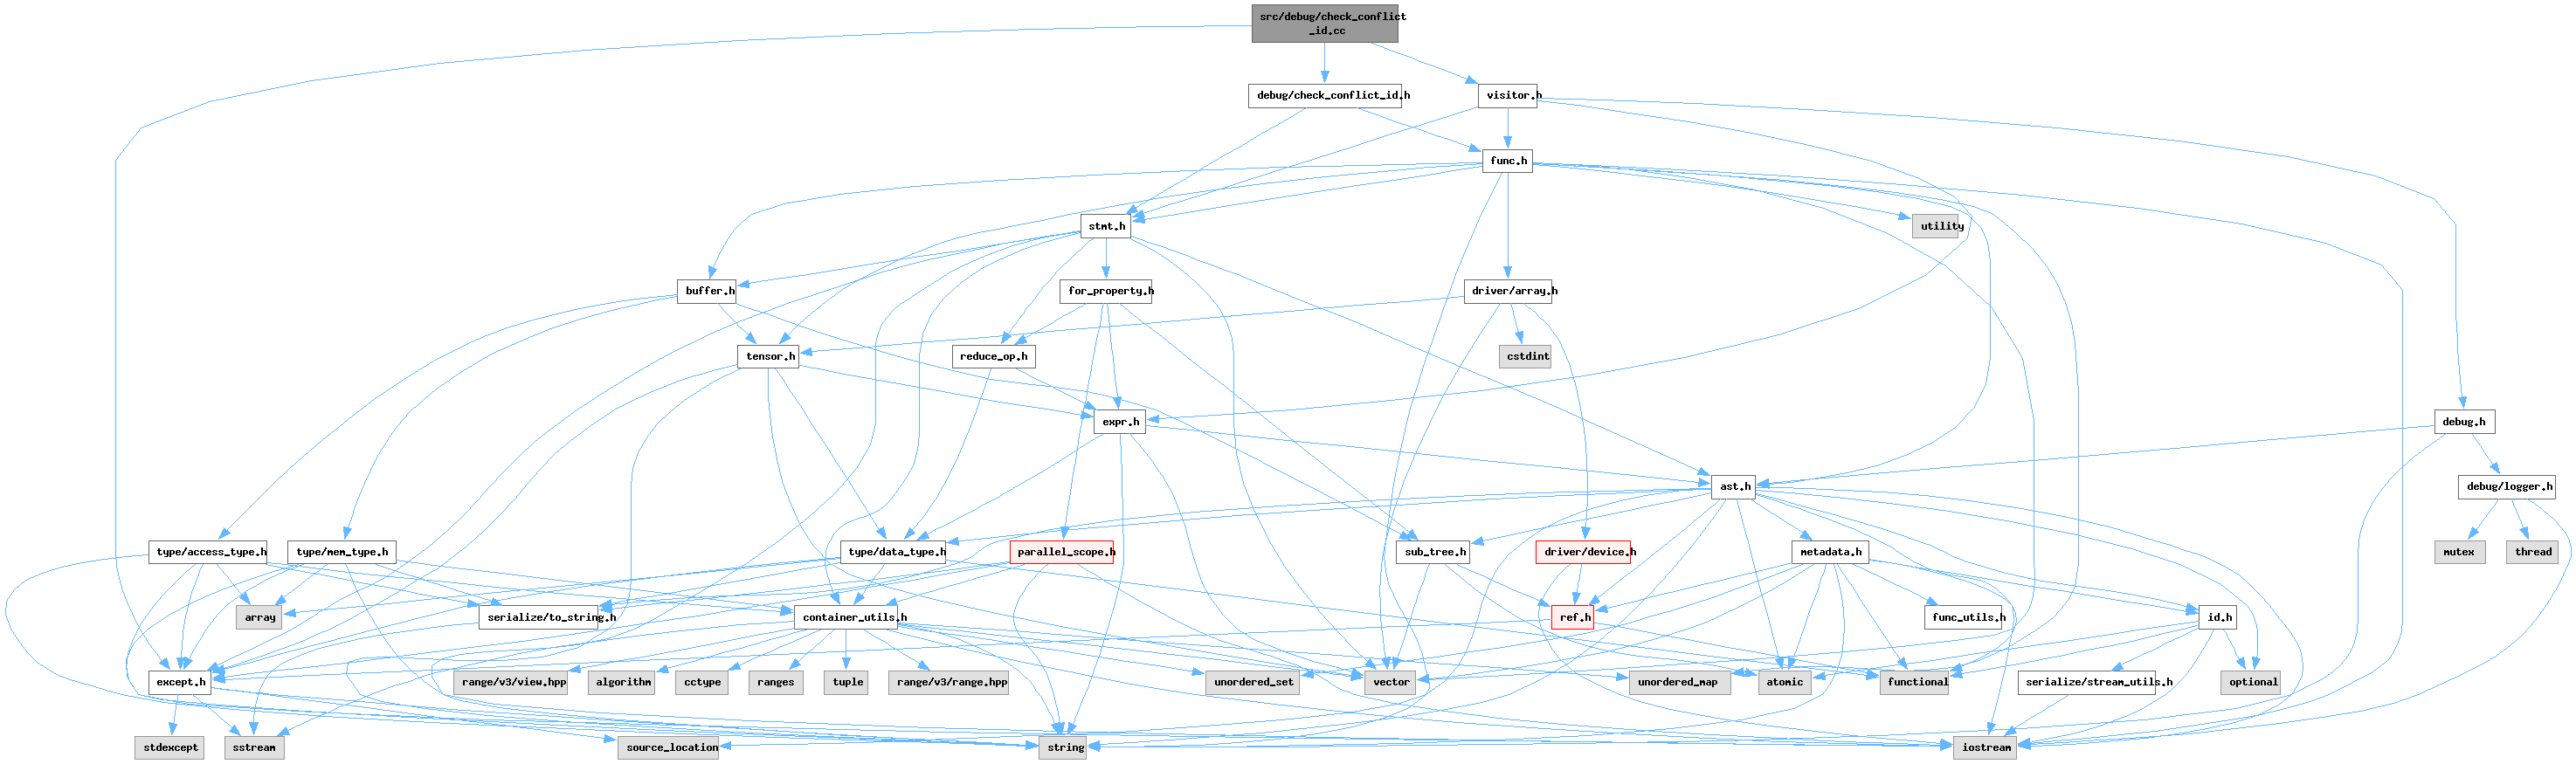 src/debug/check_conflict
_id.cc
debug/check_conflict_id.h
visitor.h
func.h
stmt.h
utility
buffer.h
for_property.h
driver/array.h
tensor.h
reduce_op.h
cstdint
expr.h
debug.h
ast.h
debug/logger.h
type/access_type.h
type/mem_type.h
type/data_type.h
parallel_scope.h
sub_tree.h
driver/device.h
metadata.h
mutex
thread
array
serialize/to_string.h
container_utils.h
ref.h
func_utils.h
id.h
except.h
range/v3/view.hpp
algorithm
cctype
ranges
tuple
range/v3/range.hpp
unordered_set
vector
unordered_map
atomic
functional
serialize/stream_utils.h
optional
stdexcept
sstream
source_location
string
iostream